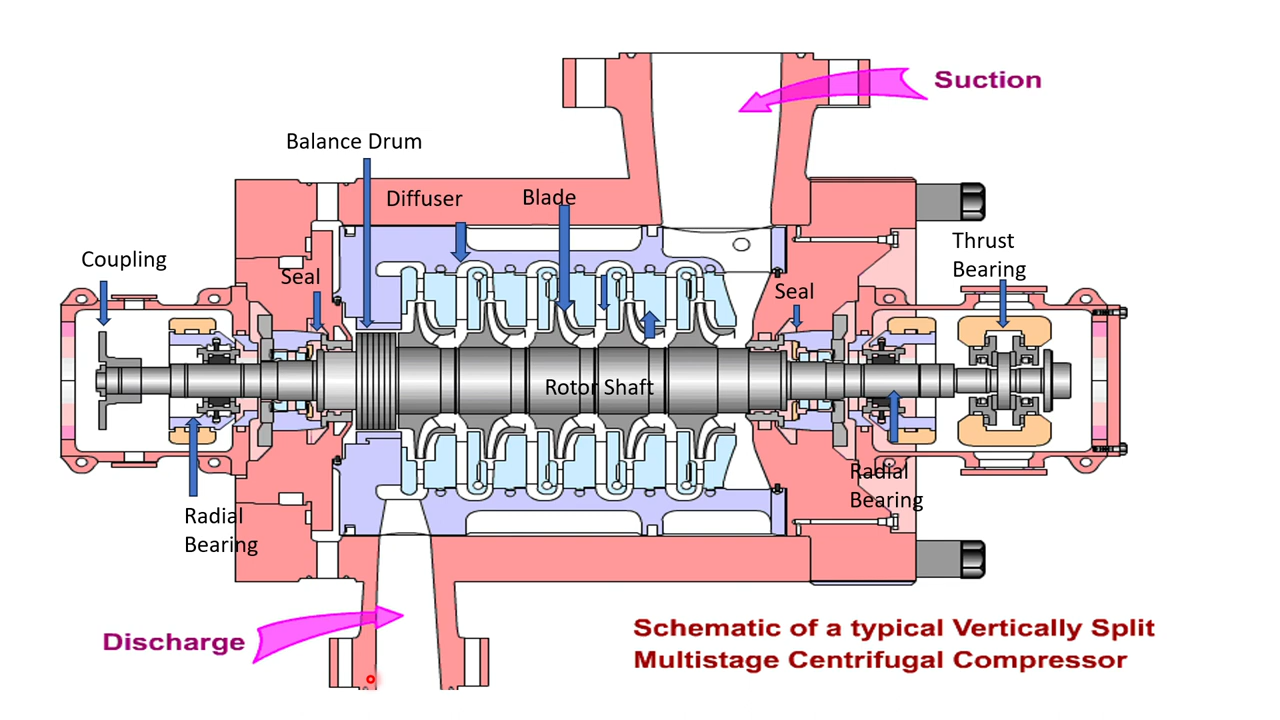 Suction
Balance Drum
Diffuser
Blade
Thrust
Bearing
Coupling
Seal
Seal
Rotor Shaft
Radial
Bearing
Radial
Bearing
Discharge
Schematic of a typical Vertically Split
Multistage Centrifugal Compressor